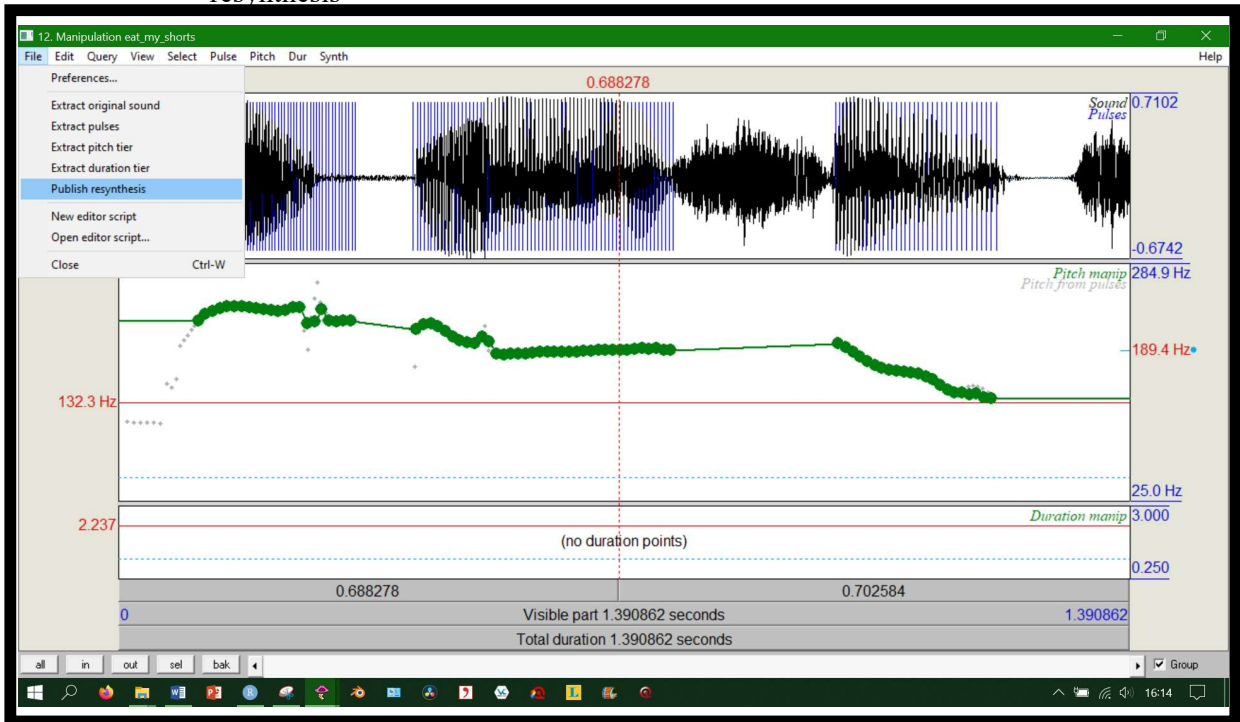 resynthesis
12. Manipulation eat_my_shorts
File Edit Query View Select Pulse Pitch Dur Synth Help
Preferences...
Extract original sound
Extract pulses
Extract pitch tier
Extract duration tier
Publish resynthesis
New editor script
Open editor script...
Close Ctrl-W
0.688278
Sound 0.7102
Pulses
-0.6742
Pitch manip 284.9 Hz
Pitch from pulses
189.4 Hz
132.3 Hz
25.0 Hz
Duration manip 3.000
2.237
(no duration points)
0.250
0.688278 0.702584
0 Visible part 1.390862 seconds 1.390862
Total duration 1.390862 seconds
all in out sel bak Group
16:14